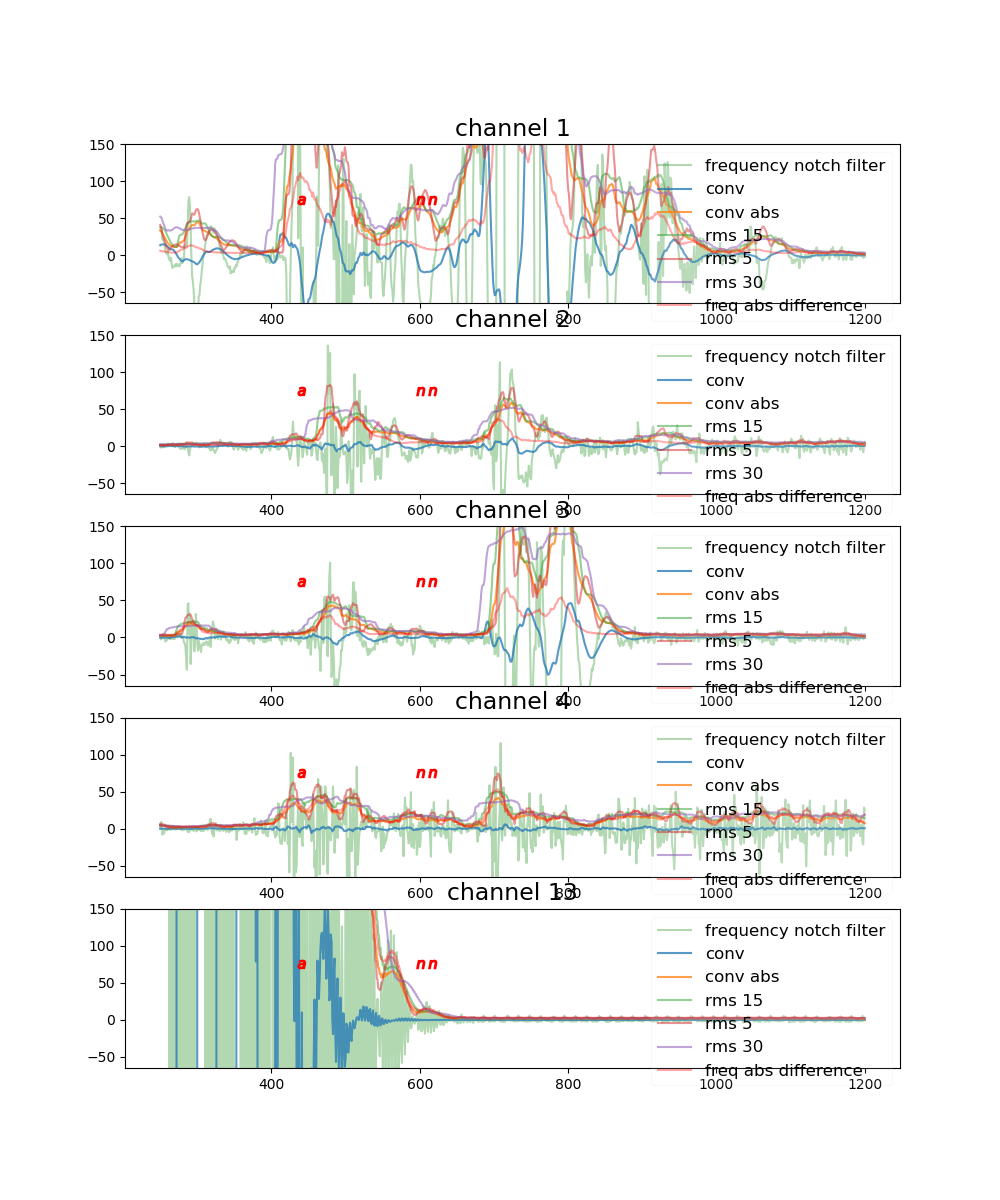 channel 1
150
100
50
0
−50
a
nn
frequency notch filter
conv
conv abs
rms 15
rms 5
rms 30
freq abs difference
400
600
800
1000
1200
channel 2
150
100
50
0
−50
a
nn
frequency notch filter
conv
conv abs
rms 15
rms 5
rms 30
freq abs difference
400
600
800
1000
1200
channel 3
150
100
50
0
−50
a
nn
frequency notch filter
conv
conv abs
rms 15
rms 5
rms 30
freq abs difference
400
600
800
1000
1200
channel 4
150
100
50
0
−50
a
nn
frequency notch filter
conv
conv abs
rms 15
rms 5
rms 30
freq abs difference
400
600
800
1000
1200
channel 13
150
100
50
0
−50
a
nn
frequency notch filter
conv
conv abs
rms 15
rms 5
rms 30
freq abs difference
400
600
800
1000
1200